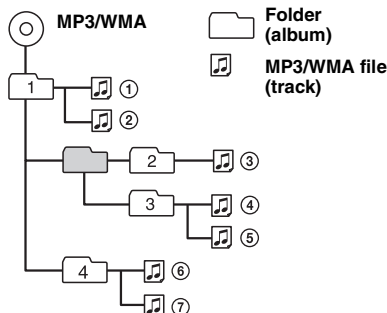 MP3/WMA
Folder
(album)
MP3/WMA file
(track)
1
①
②
2
③
3
④
⑤
4
⑥
⑦